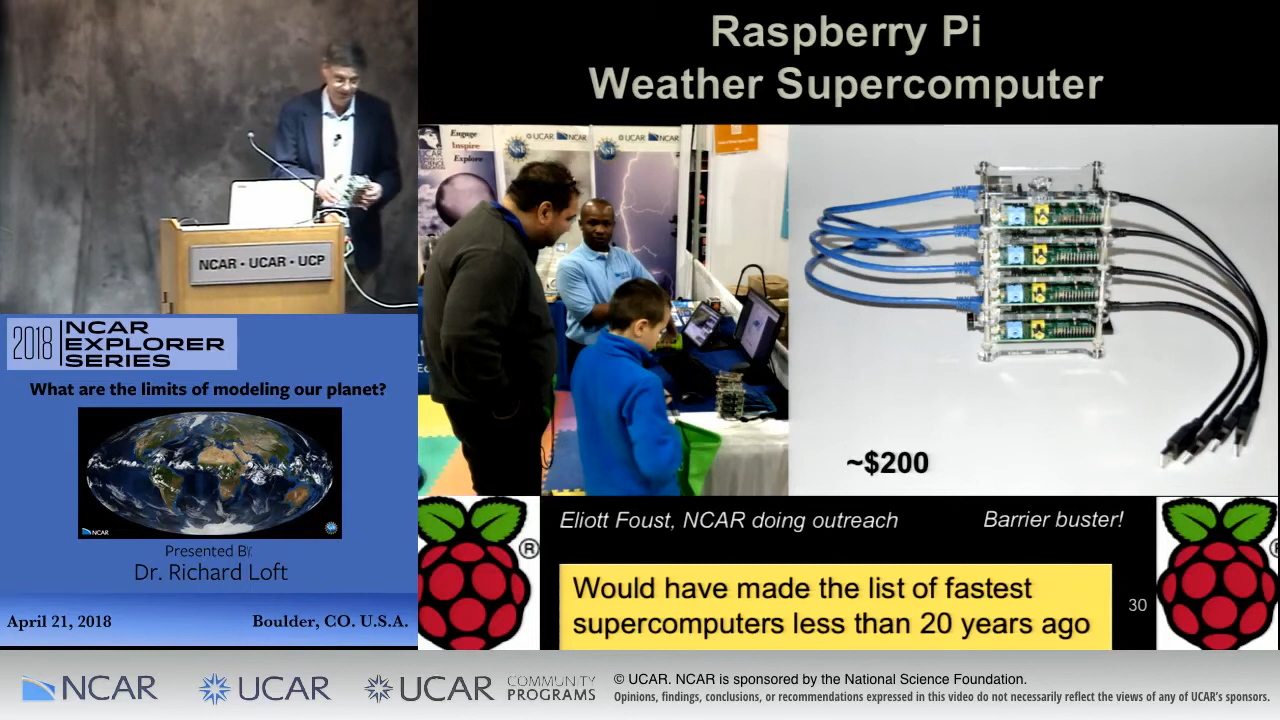 Raspberry Pi
Weather Supercomputer
Engage
Inspire
Explore
UCAR
UCAR NCAR
UCAR NCAR
NSF
NCAR • UCAR • UCP
~$200
2018 NCAR
EXPLORER
SERIES
What are the limits of modeling our planet?
NCAR
Presented By:
Dr. Richard Loft
April 21, 2018
Boulder, CO. U.S.A.
Eliott Foust, NCAR doing outreach
Barrier buster!
®
Would have made the list of fastest
supercomputers less than 20 years ago
30
NCAR
UCAR
UCAR COMMUNITY
PROGRAMS
© UCAR. NCAR is sponsored by the National Science Foundation.
Opinions, findings, conclusions, or recommendations expressed in this video do not necessarily reflect the views of any of UCAR's sponsors.